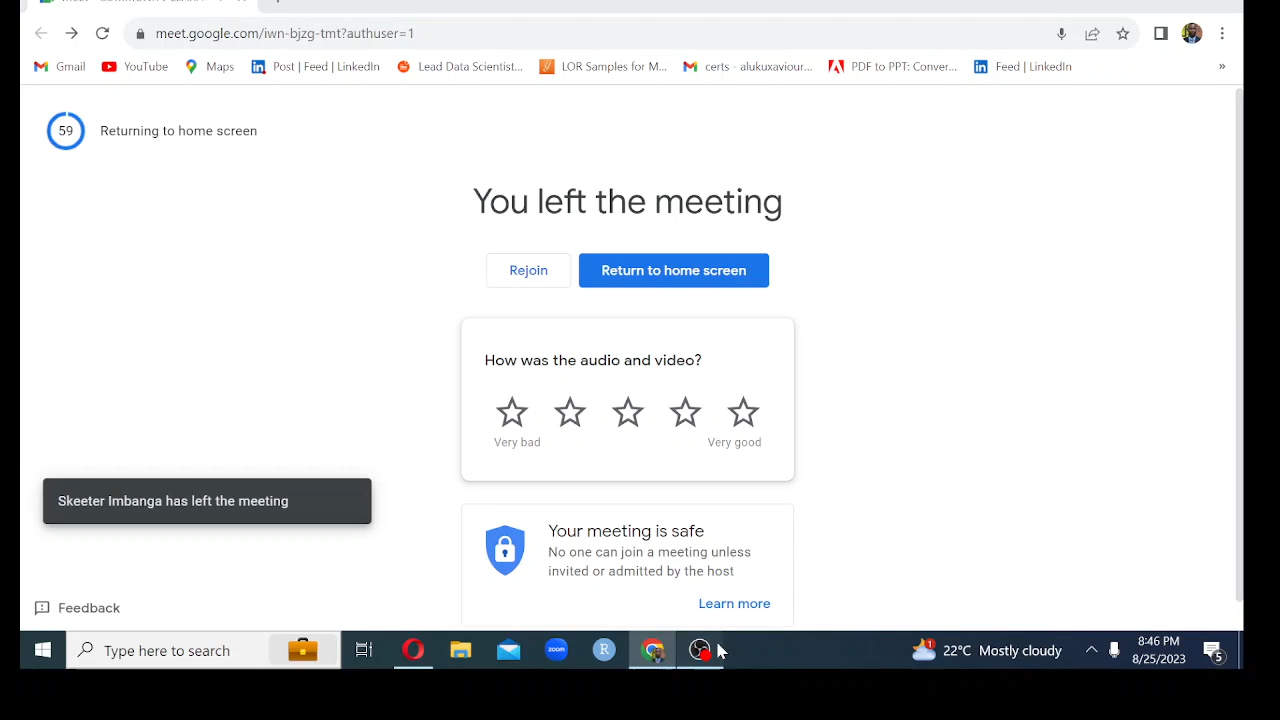 meet.google.com/iwn-bjzg-tmt?authuser=1
Gmail YouTube Maps Post | Feed | LinkedIn Lead Data Scientist... LOR Samples for M... certs - alukuxaviour... PDF to PPT: Conver... Feed | LinkedIn »
59 Returning to home screen
You left the meeting
Rejoin Return to home screen
How was the audio and video?
Very bad Very good
Skeeter Imbanga has left the meeting
Your meeting is safe
No one can join a meeting unless
invited or admitted by the host
Learn more
Feedback
Type here to search zoom R 1 22°C Mostly cloudy 8:46 PM
8/25/2023 5